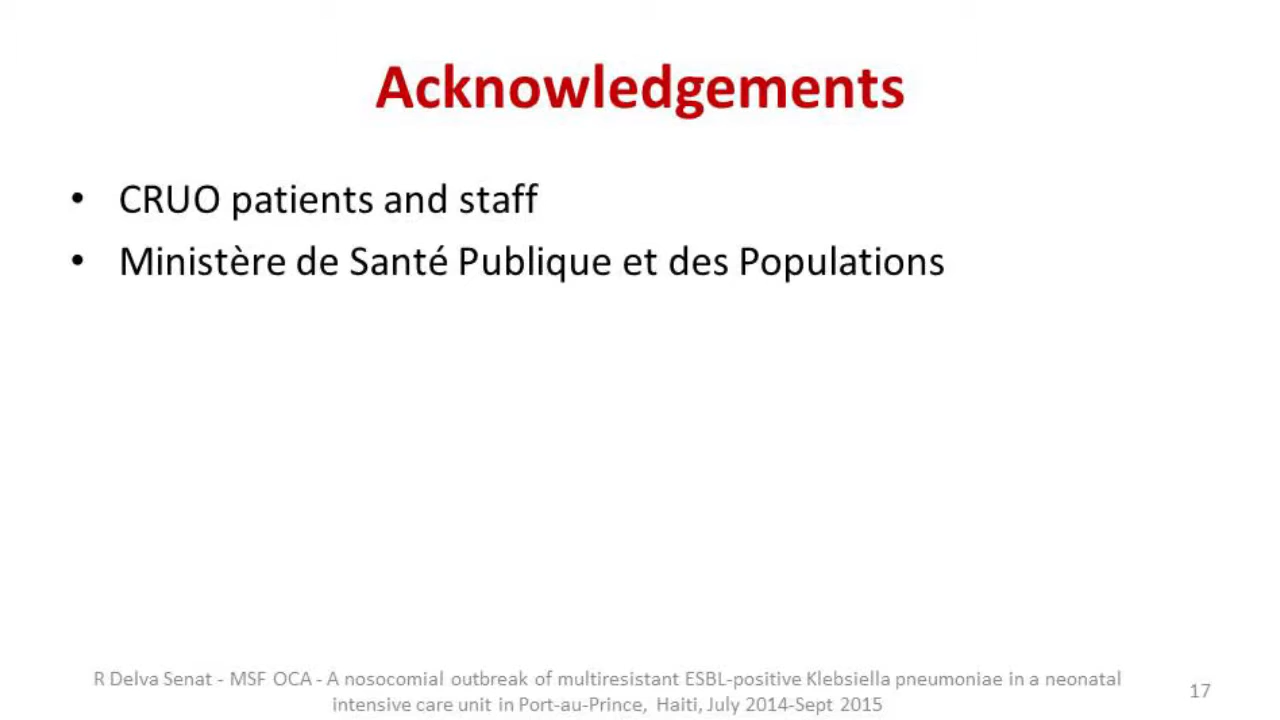 Acknowledgements
• CRUO patients and staff
• Ministère de Santé Publique et des Populations
R Delva Senat - MSF OCA - A nosocomial outbreak of multiresistant ESBL-positive Klebsiella pneumoniae in a neonatal
intensive care unit in Port-au-Prince, Haiti, July 2014-Sept 2015
17